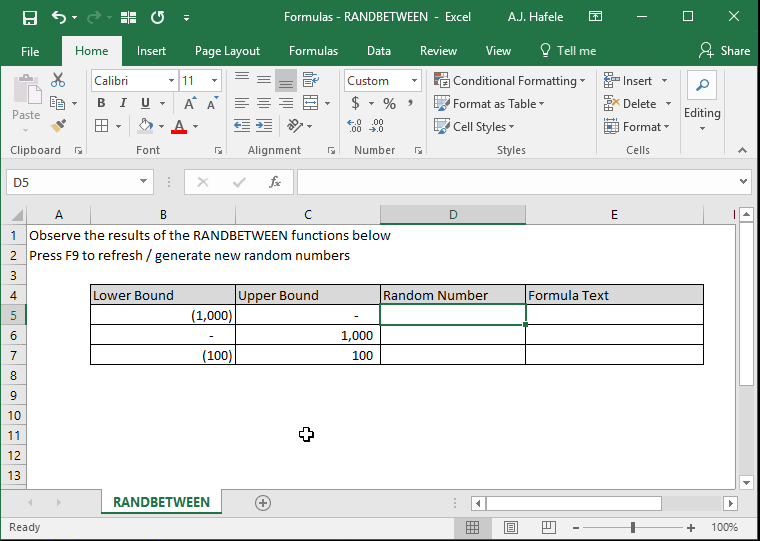 Formulas - RANDBETWEEN - Excel A.J. Hafele
File Home Insert Page Layout Formulas Data Review View Tell me Share
Paste
Clipboard
Calibri 11
B I U A A
A
Font
Alignment
Custom
$ % ,
.00 .00
Number
Conditional Formatting
Format as Table
Cell Styles
Styles
Insert
Delete
Format
Cells
Editing
D5 fx
A B C D E
1 Observe the results of the RANDBETWEEN functions below
2 Press F9 to refresh / generate new random numbers
3
4 Lower Bound Upper Bound Random Number Formula Text
5 (1,000) -
6 - 1,000
7 (100) 100
8
9
10
11
12
13
RANDBETWEEN
Ready 100%